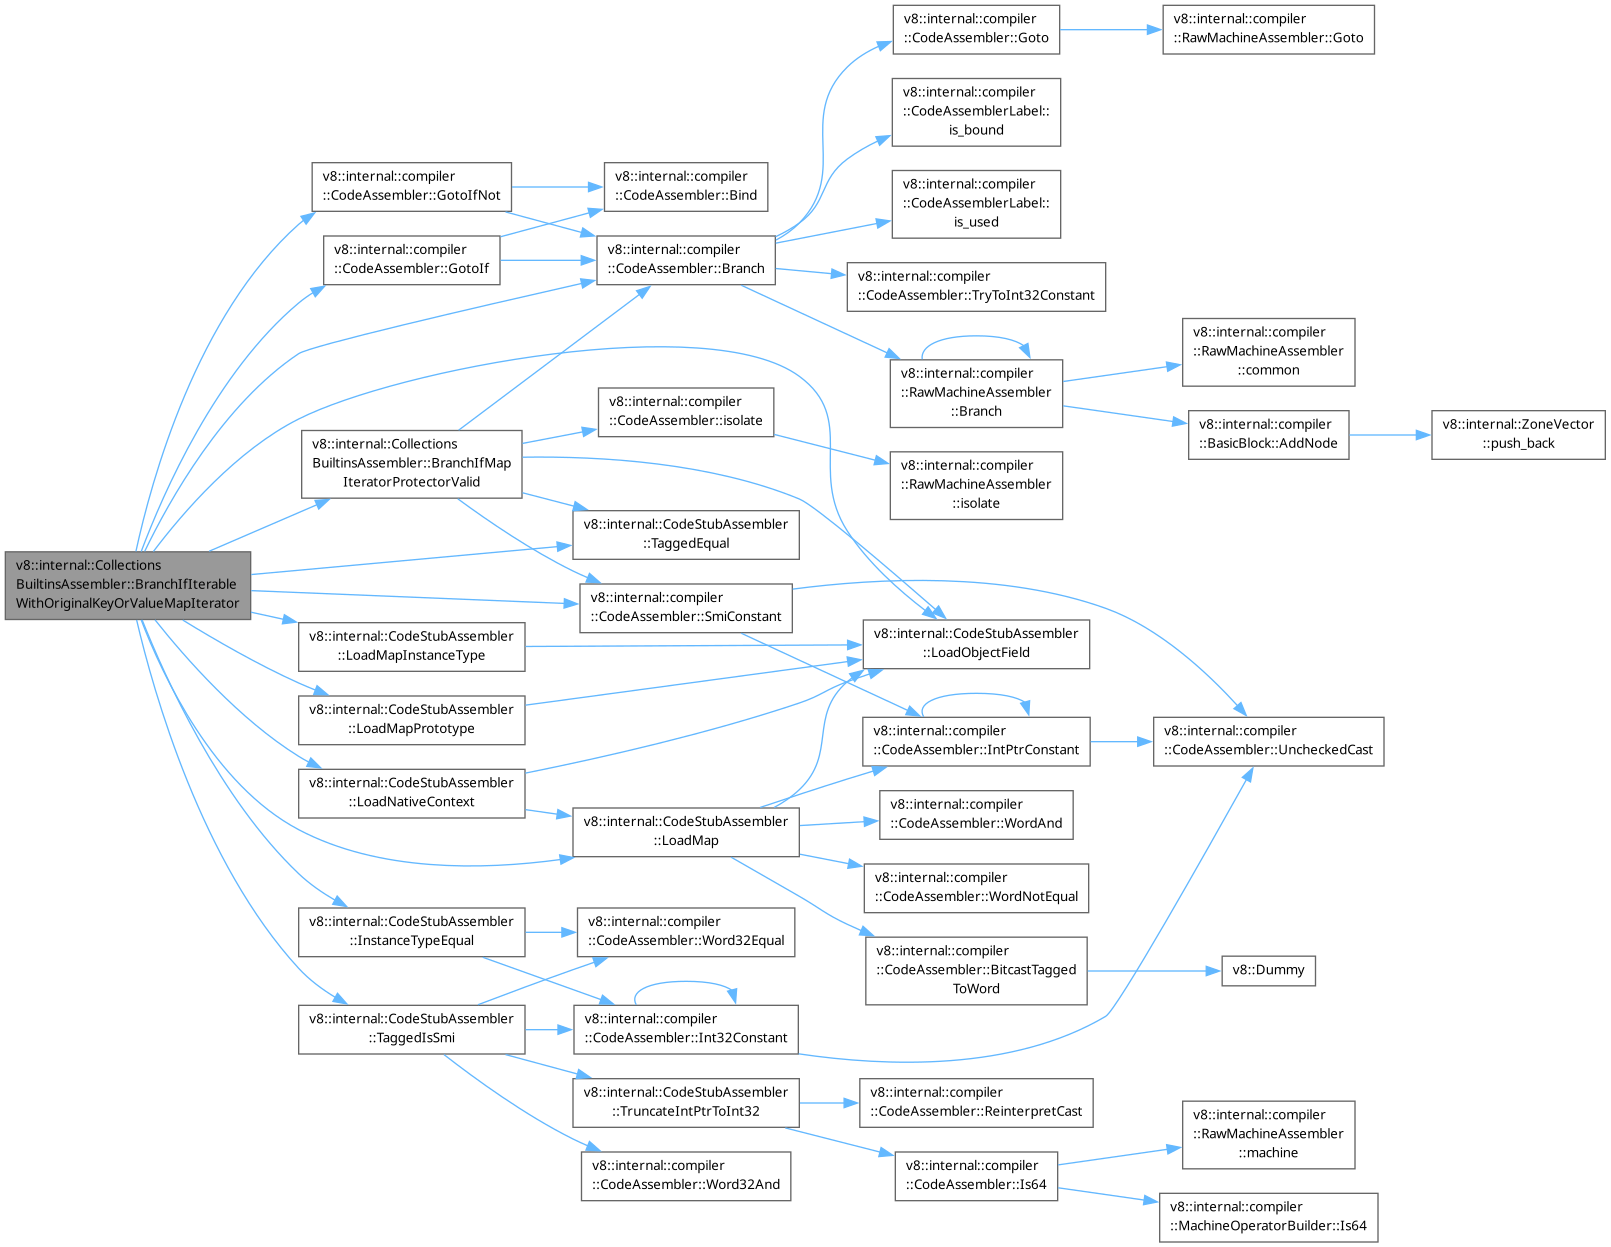 v8::internal::Collections
BuiltinsAssembler::BranchIfIterable
WithOriginalKeyOrValueMapIterator
v8::internal::compiler
::CodeAssembler::GotoIfNot
v8::internal::compiler
::CodeAssembler::GotoIf
v8::internal::Collections
BuiltinsAssembler::BranchIfMap
IteratorProtectorValid
v8::internal::CodeStubAssembler
::LoadMapInstanceType
v8::internal::CodeStubAssembler
::LoadMapPrototype
v8::internal::CodeStubAssembler
::LoadNativeContext
v8::internal::CodeStubAssembler
::InstanceTypeEqual
v8::internal::CodeStubAssembler
::TaggedIsSmi
v8::internal::compiler
::CodeAssembler::Bind
v8::internal::compiler
::CodeAssembler::Branch
v8::internal::compiler
::CodeAssembler::isolate
v8::internal::CodeStubAssembler
::TaggedEqual
v8::internal::compiler
::CodeAssembler::SmiConstant
v8::internal::CodeStubAssembler
::LoadMap
v8::internal::compiler
::CodeAssembler::Word32Equal
v8::internal::compiler
::CodeAssembler::Int32Constant
v8::internal::CodeStubAssembler
::TruncateIntPtrToInt32
v8::internal::compiler
::CodeAssembler::Word32And
v8::internal::compiler
::CodeAssembler::Goto
v8::internal::compiler
::CodeAssemblerLabel::
is_bound
v8::internal::compiler
::CodeAssemblerLabel::
is_used
v8::internal::compiler
::CodeAssembler::TryToInt32Constant
v8::internal::compiler
::RawMachineAssembler
::Branch
v8::internal::compiler
::RawMachineAssembler
::isolate
v8::internal::CodeStubAssembler
::LoadObjectField
v8::internal::compiler
::CodeAssembler::IntPtrConstant
v8::internal::compiler
::CodeAssembler::WordAnd
v8::internal::compiler
::CodeAssembler::WordNotEqual
v8::internal::compiler
::CodeAssembler::BitcastTagged
ToWord
v8::internal::compiler
::CodeAssembler::ReinterpretCast
v8::internal::compiler
::CodeAssembler::Is64
v8::internal::compiler
::RawMachineAssembler::Goto
v8::internal::compiler
::RawMachineAssembler
::common
v8::internal::compiler
::BasicBlock::AddNode
v8::internal::compiler
::CodeAssembler::UncheckedCast
v8::Dummy
v8::internal::compiler
::RawMachineAssembler
::machine
v8::internal::compiler
::MachineOperatorBuilder::Is64
v8::internal::ZoneVector
::push_back